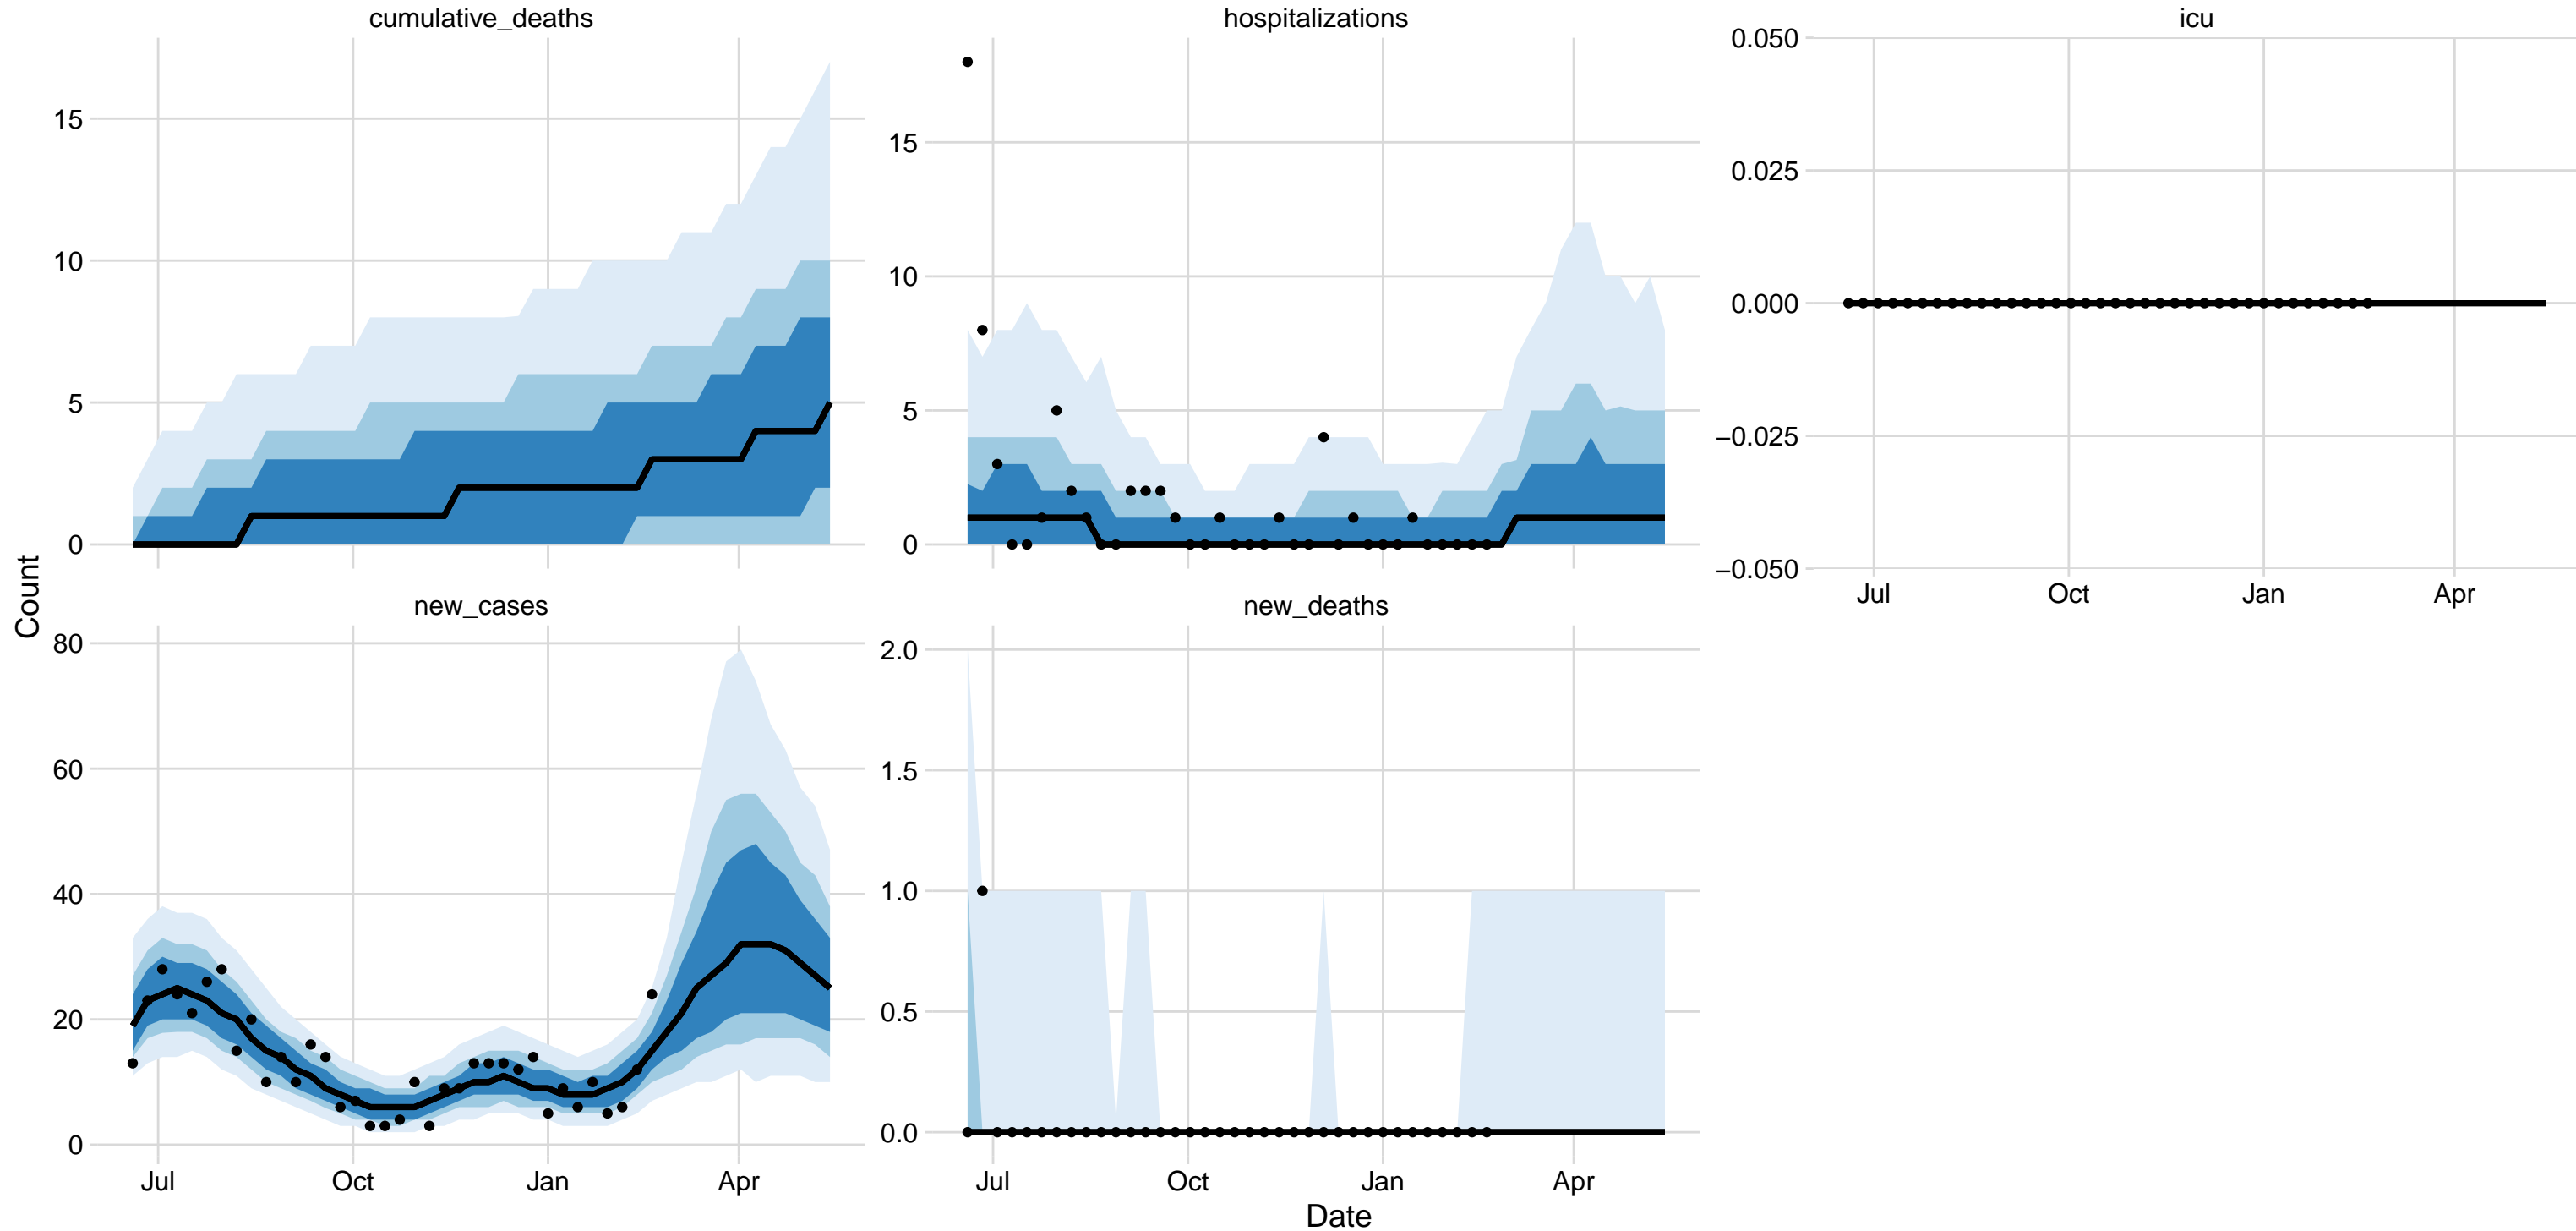 cumulative_deaths
15
10
5
0
hospitalizations
15
10
5
0
icu
0.050
0.025
0.000
−0.025
−0.050
Jul Oct Jan Apr
Count
new_cases
80
60
40
20
0
Jul Oct Jan Apr
new_deaths
2.0
1.5
1.0
0.5
0.0
Jul Oct Jan Apr
Date